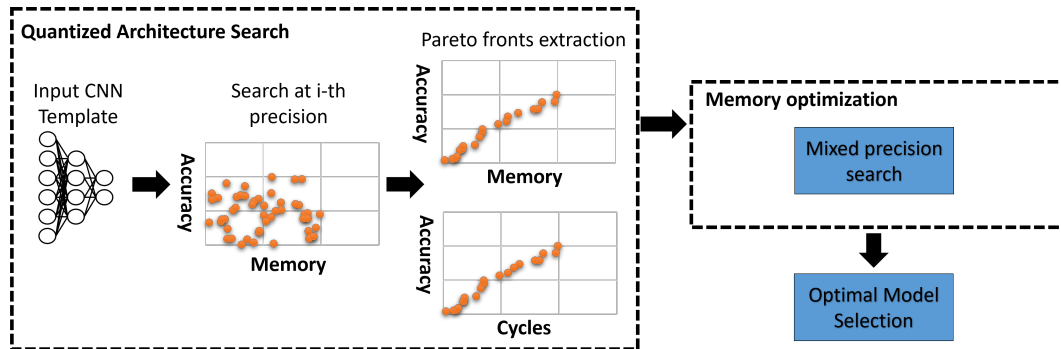 Quantized Architecture Search
Input CNN
Template
Search at i-th
precision
Accuracy
Memory
Pareto fronts extraction
Accuracy
Memory
Accuracy
Cycles
Memory optimization
Mixed precision
search
Optimal Model
Selection